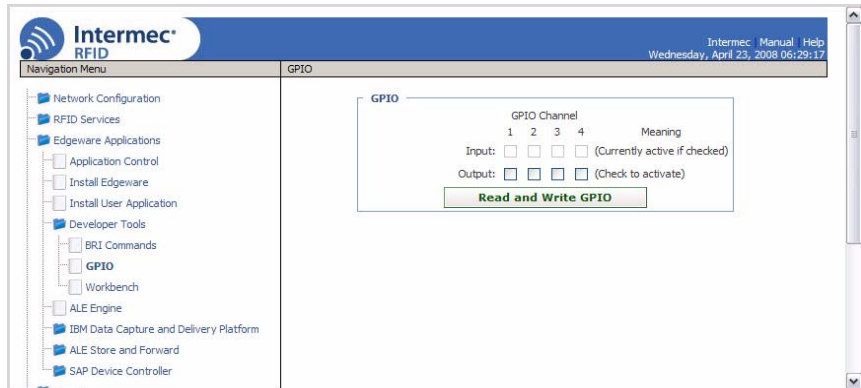 Intermec
RFID
Intermec | Manual | Help
Wednesday, April 23, 2008 06:29:17
Navigation Menu
GPIO
Network Configuration
RFID Services
Edgeware Applications
Application Control
Install Edgeware
Install User Application
Developer Tools
BRI Commands
GPIO
Workbench
ALE Engine
IBM Data Capture and Delivery Platform
ALE Store and Forward
SAP Device Controller
GPIO
GPIO Channel
1 2 3 4 Meaning
Input: (Currently active if checked)
Output: (Check to activate)
Read and Write GPIO